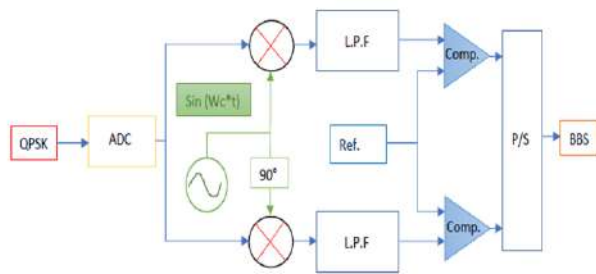 L.P.F
Comp.
Sin (Wc*t)
QPSK
ADC
90°
Ref.
P/S
BBS
L.P.F
Comp.